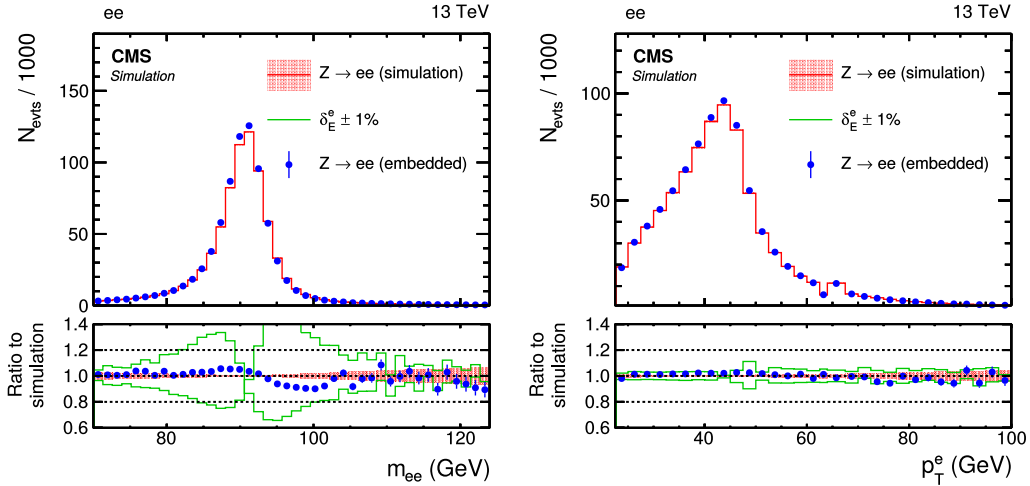 ee 13 TeV
CMS
Simulation
Z → ee (simulation)
δ_E^e ± 1%
Z → ee (embedded)
N_evts / 1000
150
100
50
0
Ratio to
simulation
1.4
1.2
1.0
0.8
0.6
80 100 120
m_ee (GeV)
ee 13 TeV
CMS
Simulation
Z → ee (simulation)
δ_E^e ± 1%
Z → ee (embedded)
N_evts / 1000
100
50
Ratio to
simulation
1.4
1.2
1.0
0.8
0.6
40 60 80 100
p_T^e (GeV)